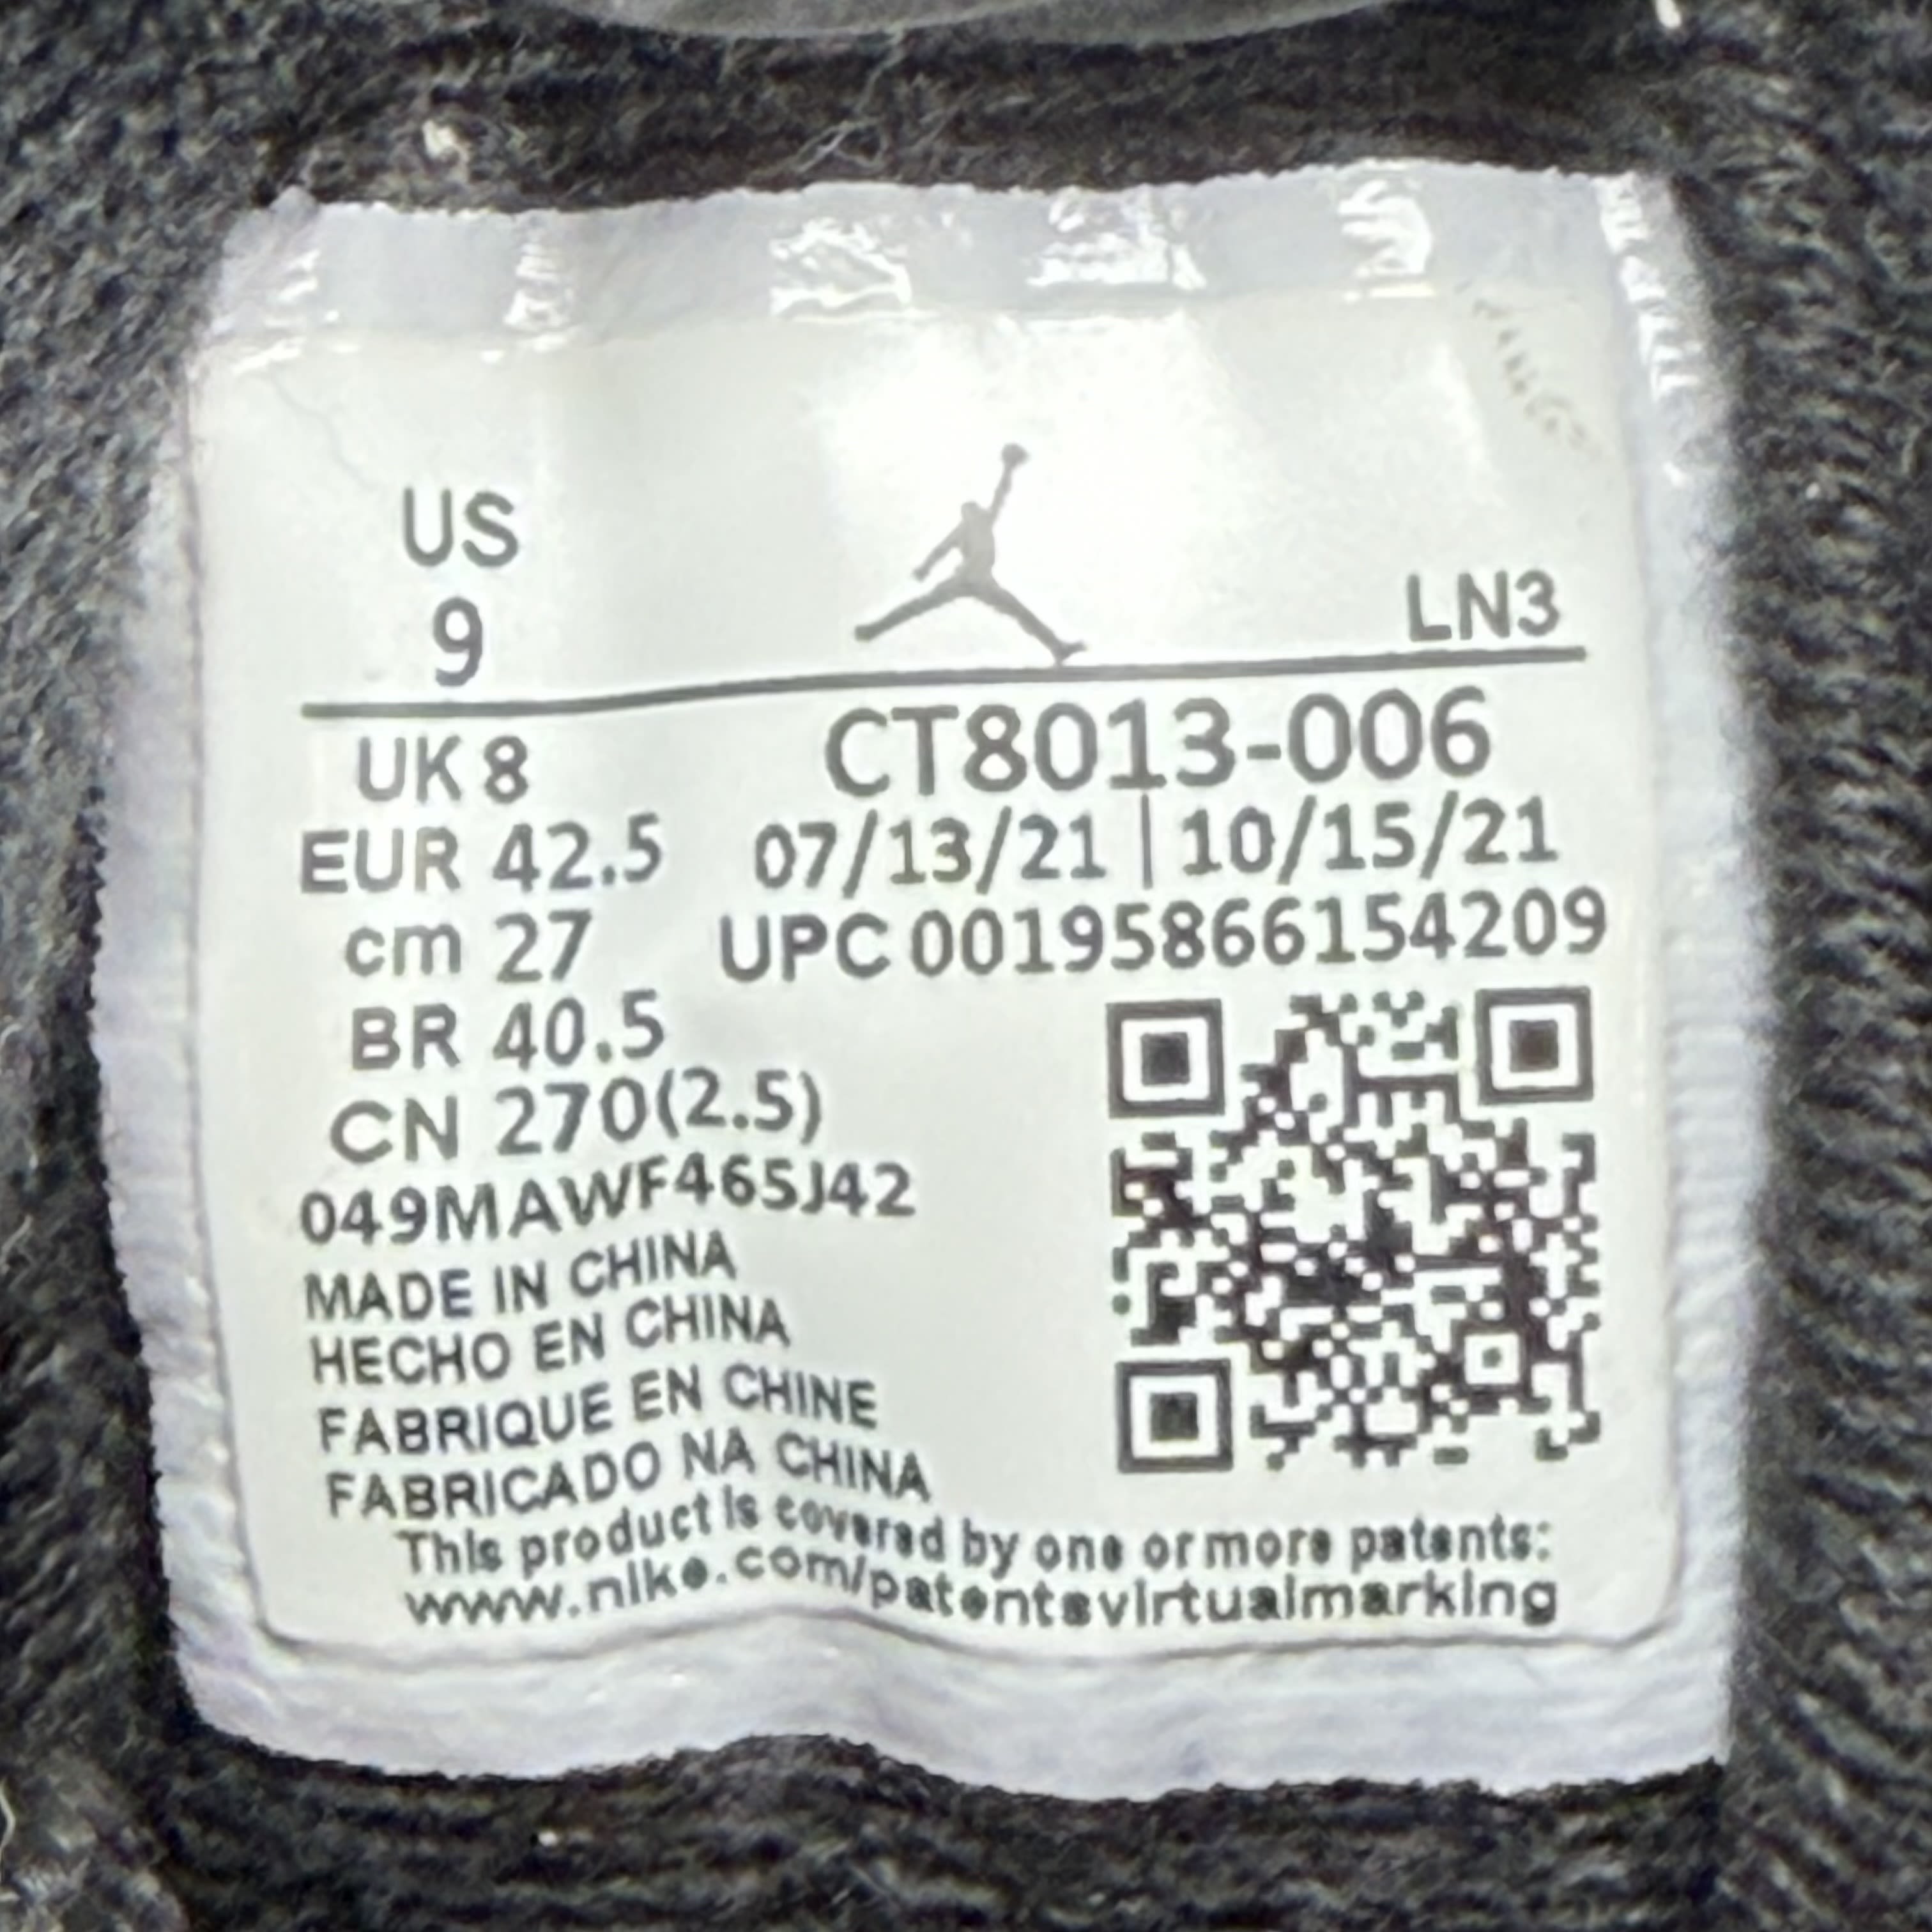 US
9
LN3
UK 8
CT8013-006
EUR 42.5
07/13/21 | 10/15/21
cm 27
UPC 00195866154209
BR 40.5
CN 270(2.5)
049MAWF465J42
MADE IN CHINA
HECHO EN CHINA
FABRIQUE EN CHINE
FABRICADO NA CHINA
This product is covered by one or more patents:
www.nike.com/patentsvirtualmarking